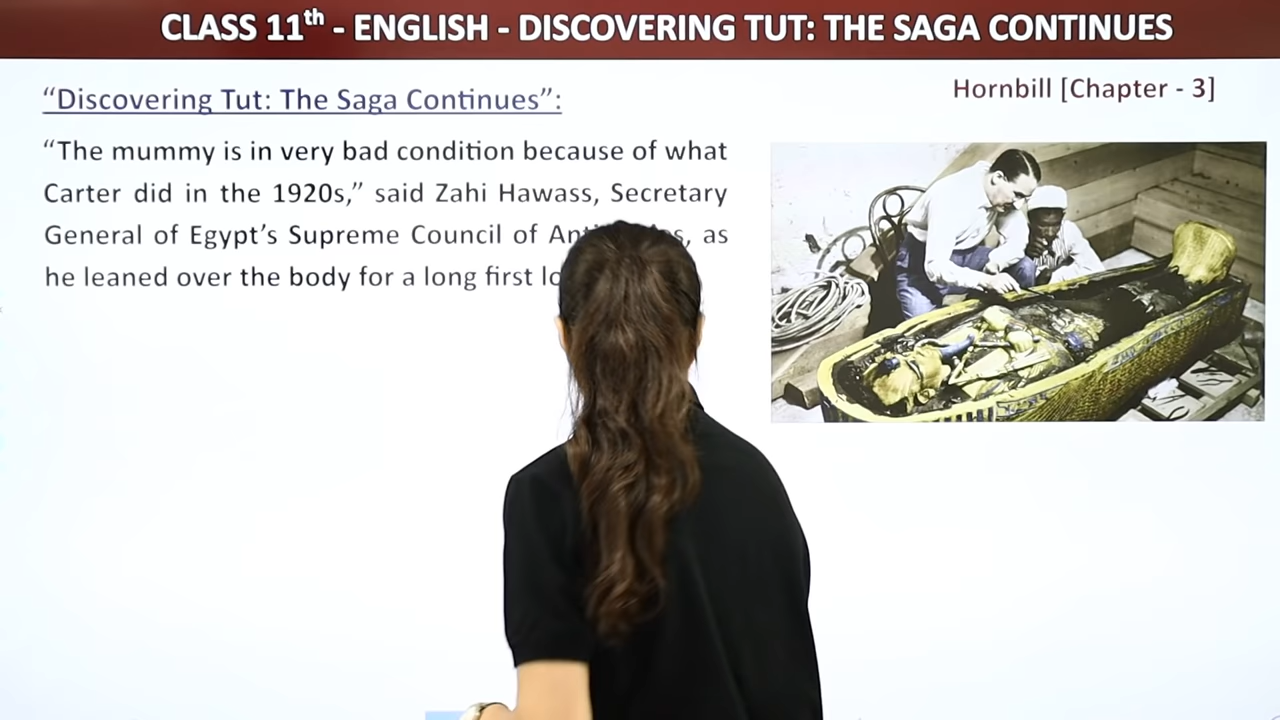 CLASS 11th - ENGLISH - DISCOVERING TUT: THE SAGA CONTINUES
“Discovering Tut: The Saga Continues”:
Hornbill [Chapter - 3]
“The mummy is in very bad condition because of what
Carter did in the 1920s,” said Zahi Hawass, Secretary
General of Egypt’s Supreme Council of as
he leaned over the body for a long first